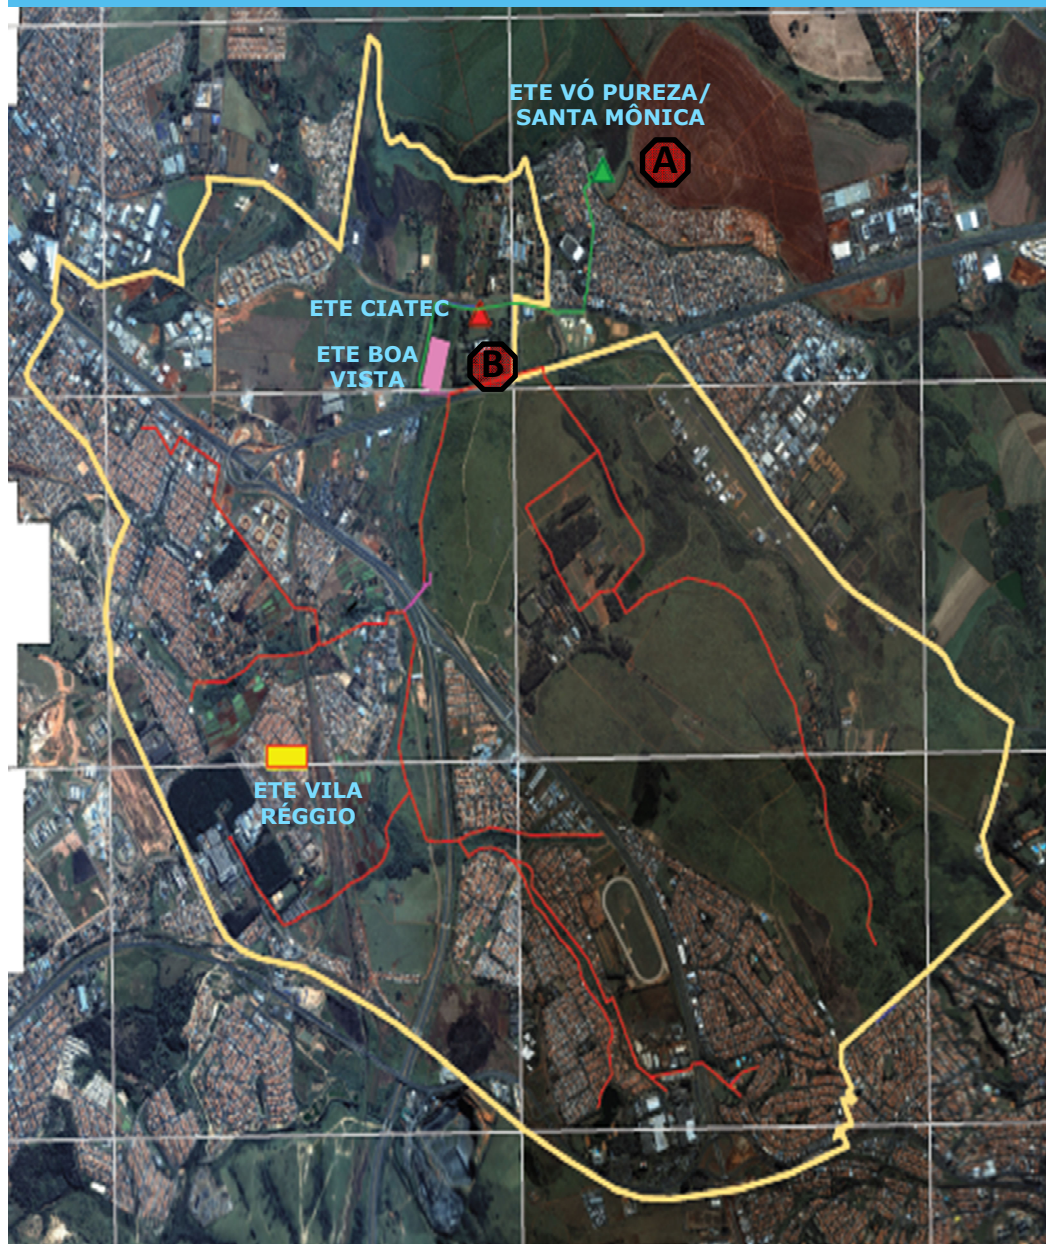 ETE VÓ PUREZA/
SANTA MÔNICA
A
ETE CIATEC
ETE BOA
VISTA
B
ETE VILA
RÉGGIO